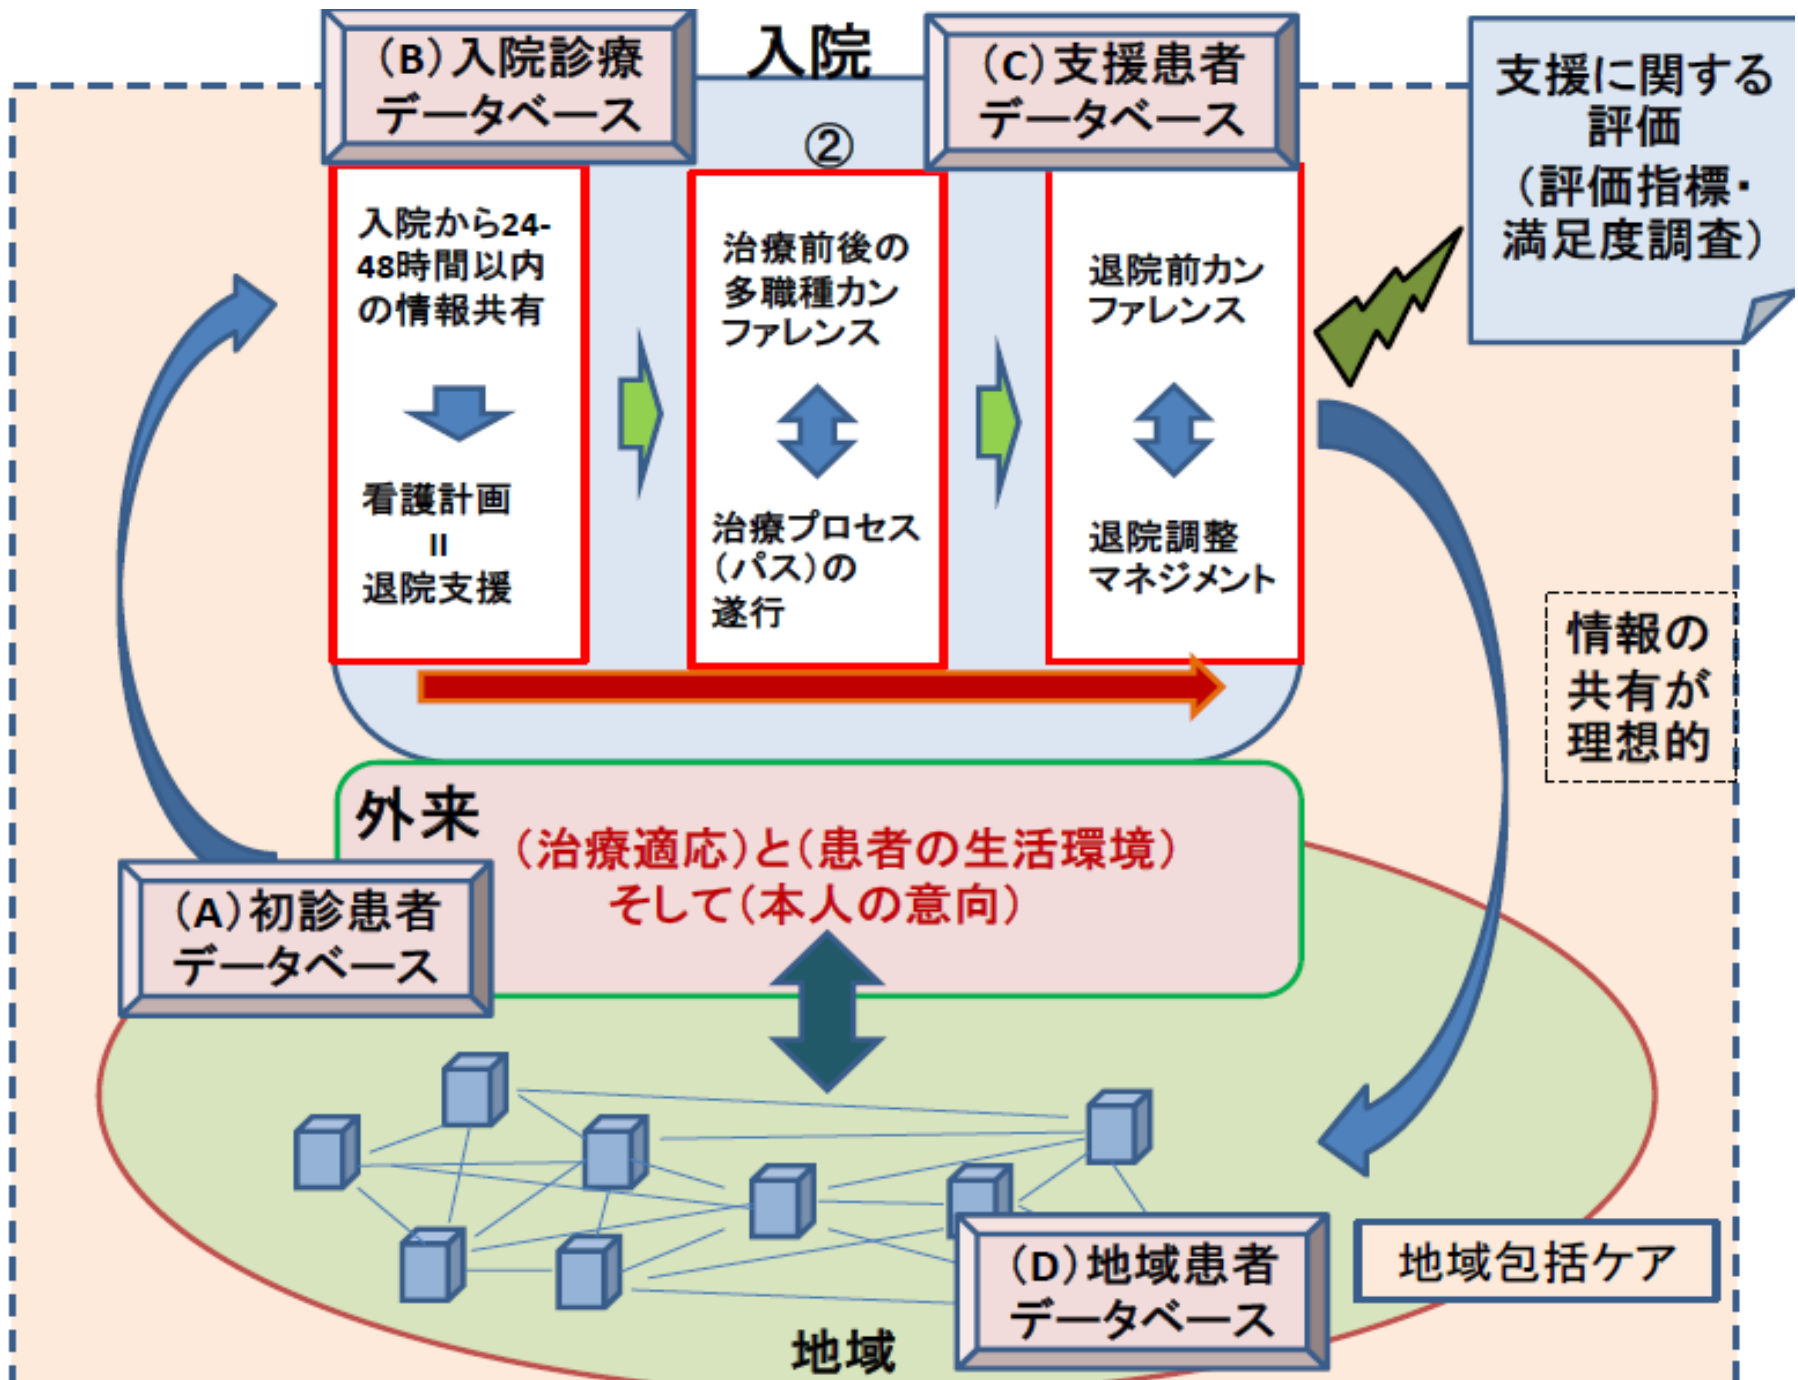 (B)入院診療
データベース
入院
②
(C)支援患者
データベース
支援に関する
評価
(評価指標・
満足度調査)
入院から24-
48時間以内
の情報共有
看護計画
=
退院支援
治療前後の
多職種カン
ファレンス
治療プロセス
(パス)の
遂行
退院前カン
ファレンス
退院調整
マネジメント
情報の
共有が
理想的
外来
(治療適応)と(患者の生活環境)
そして(本人の意向)
(A)初診患者
データベース
(D)地域患者
データベース
地域包括ケア
地域